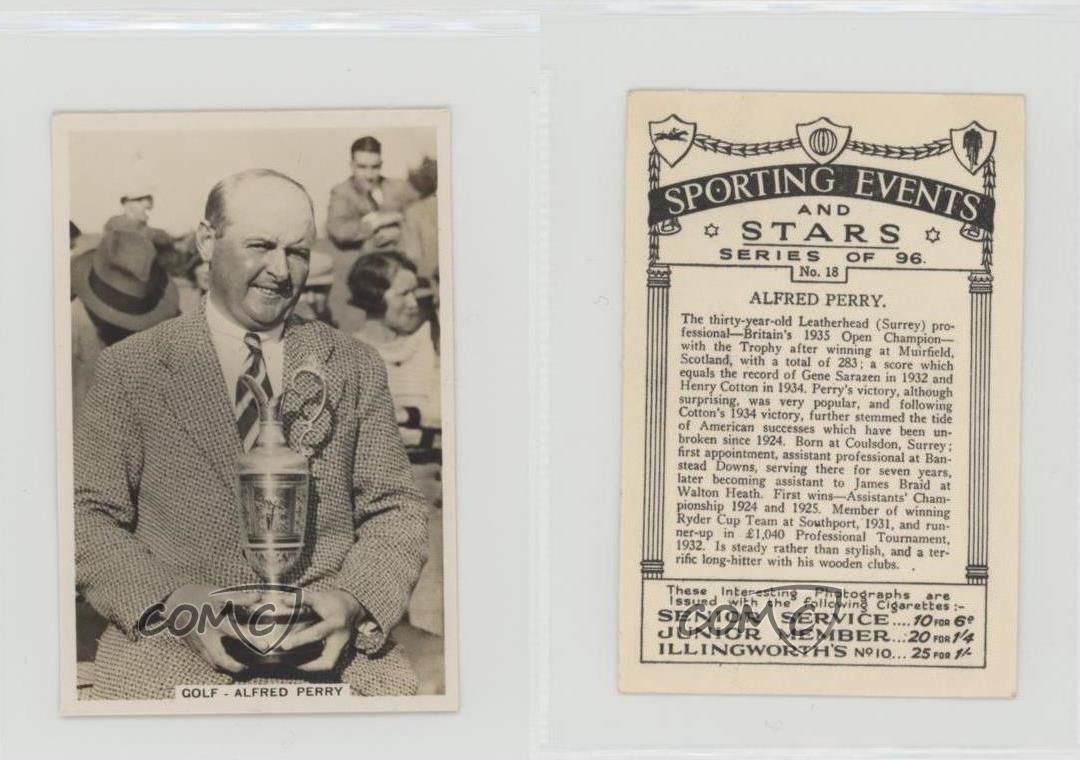 GOLF - ALFRED PERRY
COMC
SPORTING EVENTS
AND
STARS
SERIES OF 96.
No. 18
ALFRED PERRY.
The thirty-year-old Leatherhead (Surrey) pro-
fessional—Britain's 1935 Open Champion—
with the Trophy after winning at Muirfield,
Scotland, with a total of 283; a score which
equals the record of Gene Sarazen in 1932 and
Henry Cotton in 1934. Perry's victory, although
surprising, was very popular, and following
Cotton's 1934 victory, further stemmed the tide
of American successes which have been un-
broken since 1924. Born at Coulsdon, Surrey;
first appointment, assistant professional at Ban-
stead Downs, serving there for seven years,
later becoming assistant to James Braid at
Walton Heath. First wins—Assistants' Cham-
pionship 1924 and 1925. Member of winning
Ryder Cup Team at Southport, 1931, and run-
ner-up in £1,040 Professional Tournament,
1932. Is steady rather than stylish, and a ter-
rific long-hitter with his wooden clubs.
These Interesting Photographs are
Issued with the following Cigarettes:-
SENIOR SERVICE .... 10 FOR 6D
JUNIOR MEMBER ... 20 FOR 1/4
ILLINGWORTH'S No 10 ... 25 FOR 1/-
COMC